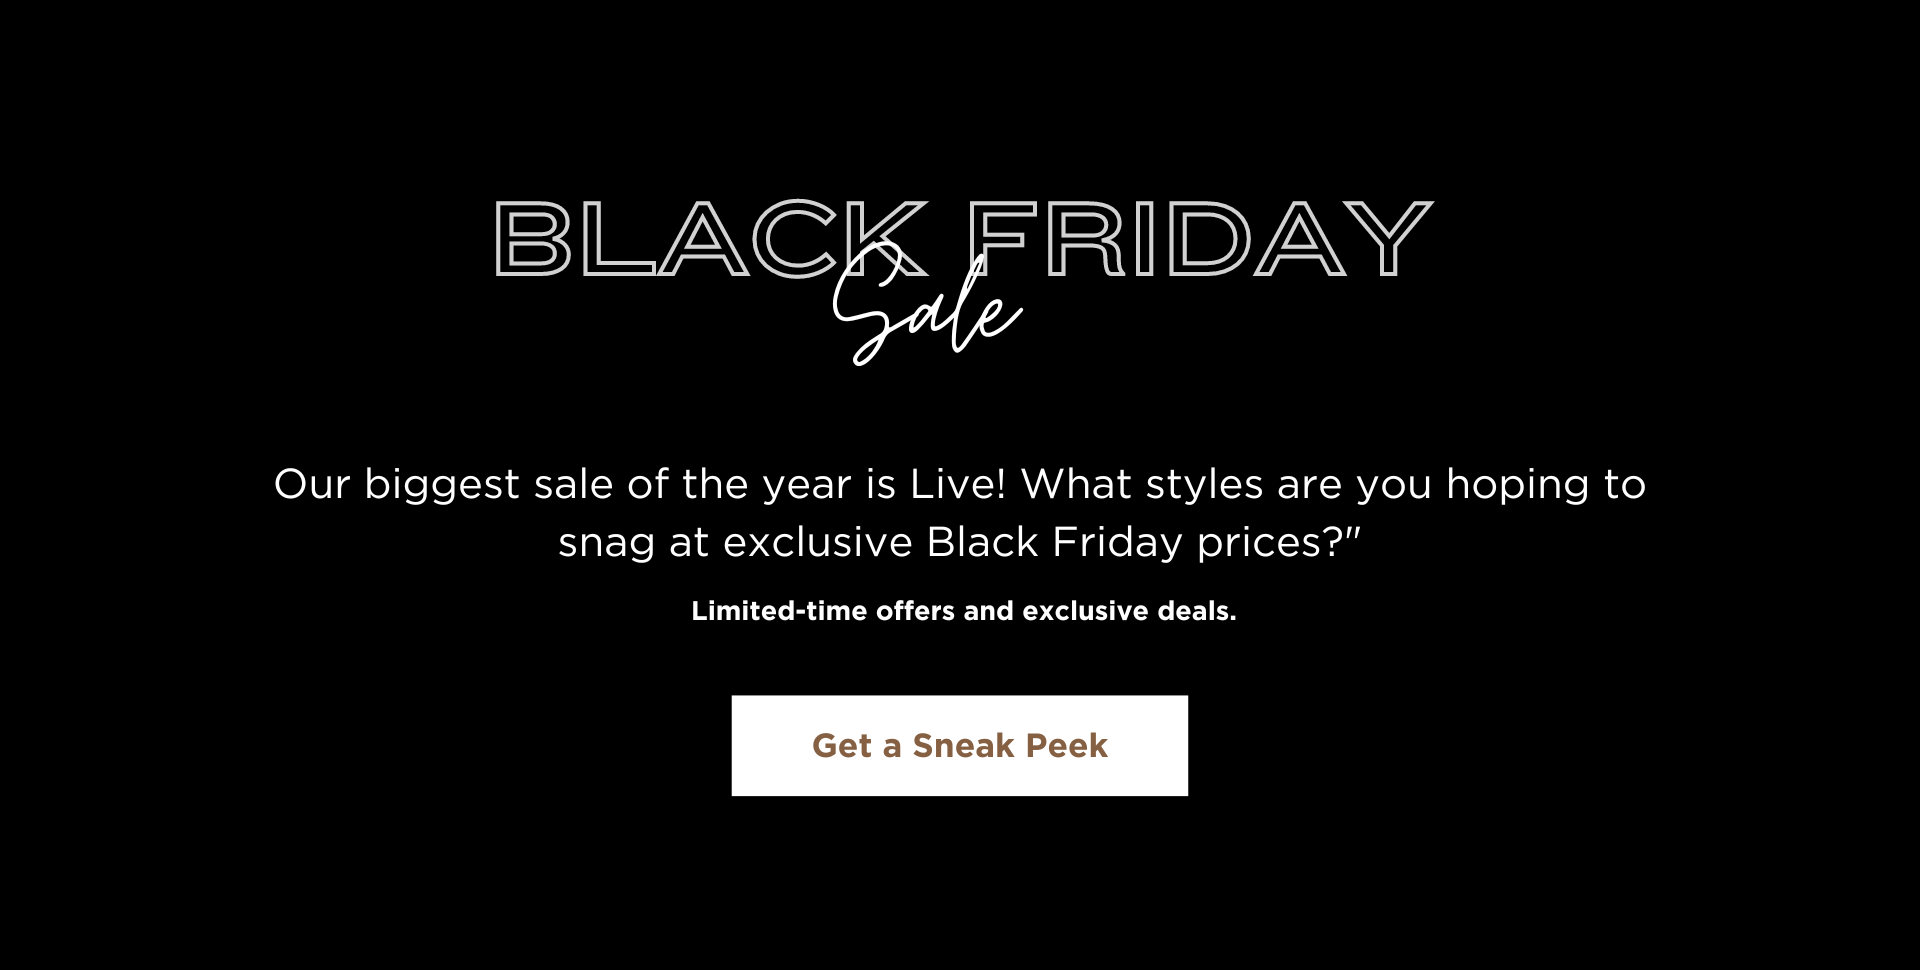 BLACK FRIDAY
Sale
Our biggest sale of the year is Live! What styles are you hoping to
snag at exclusive Black Friday prices?"
Limited-time offers and exclusive deals.
Get a Sneak Peek